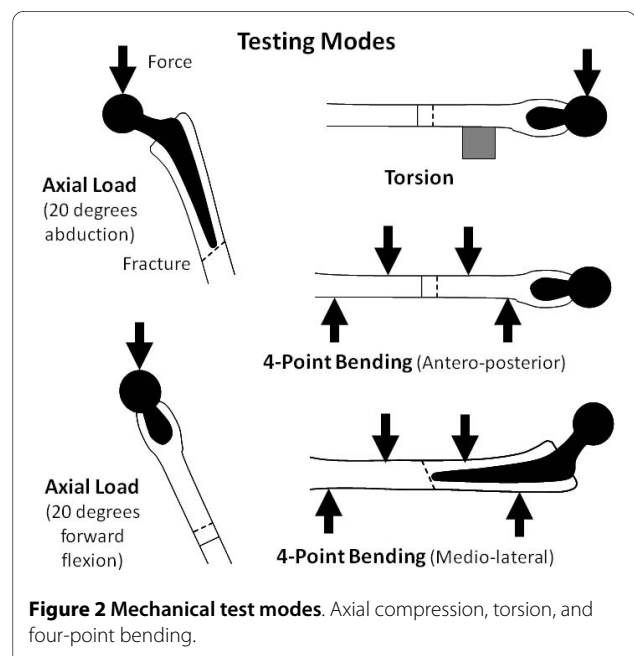 Testing Modes
Force
Axial Load
(20 degrees
abduction)
Fracture
Torsion
4-Point Bending (Antero-posterior)
Axial Load
(20 degrees
forward
flexion)
4-Point Bending (Medio-lateral)
Figure 2 Mechanical test modes. Axial compression, torsion, and
four-point bending.